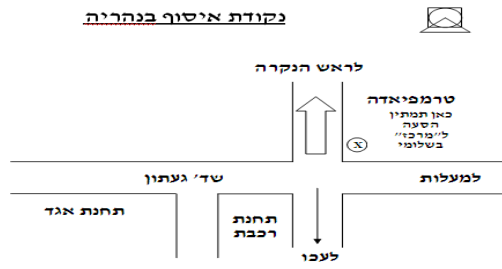 נקודת איסוף בנהריה
לראש הנקרה
טרמפיאדה
כאן תמתין
הסעה
ל"מרכז"
בשלומי
X
למעלות
שד' געתון
תחנת אגד
תחנת
רכבת
לעכו